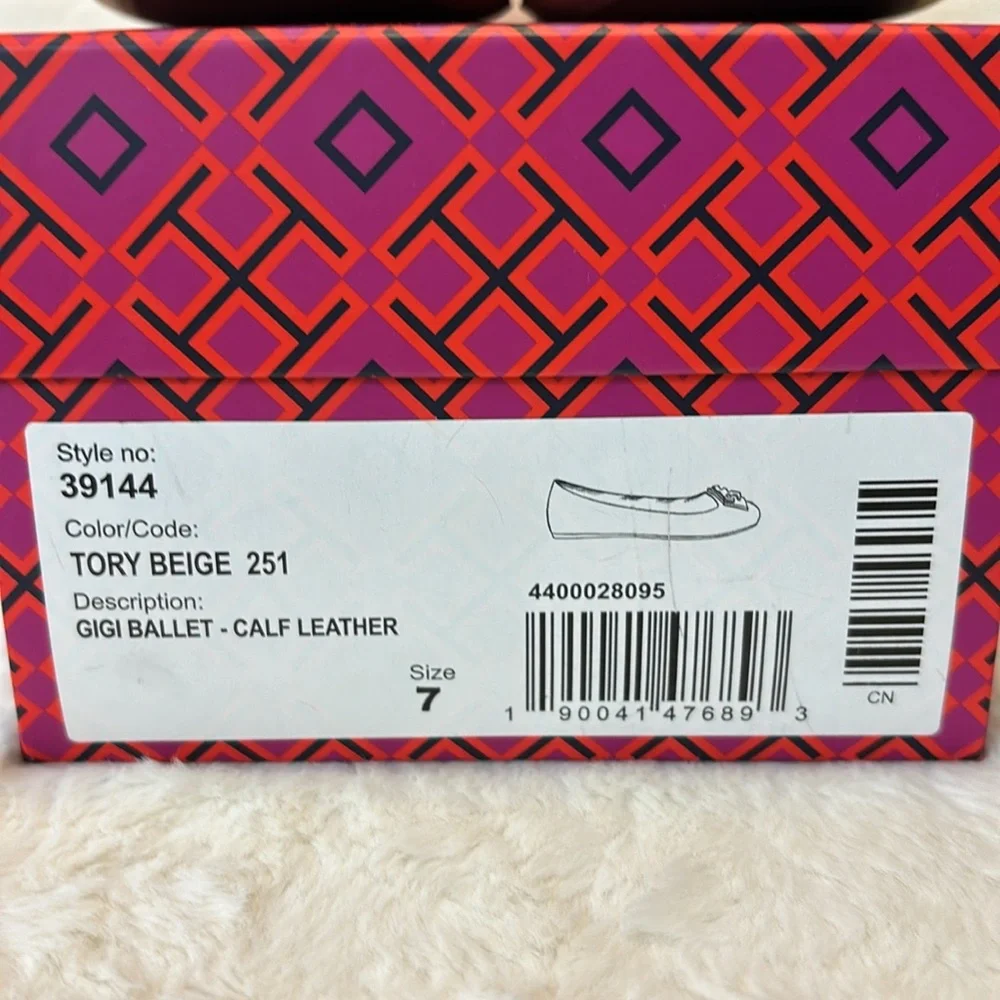 Style no:
39144
Color/Code:
TORY BEIGE 251
Description:
GIGI BALLET - CALF LEATHER
Size
7
4400028095
1 90041 47689 3
CN